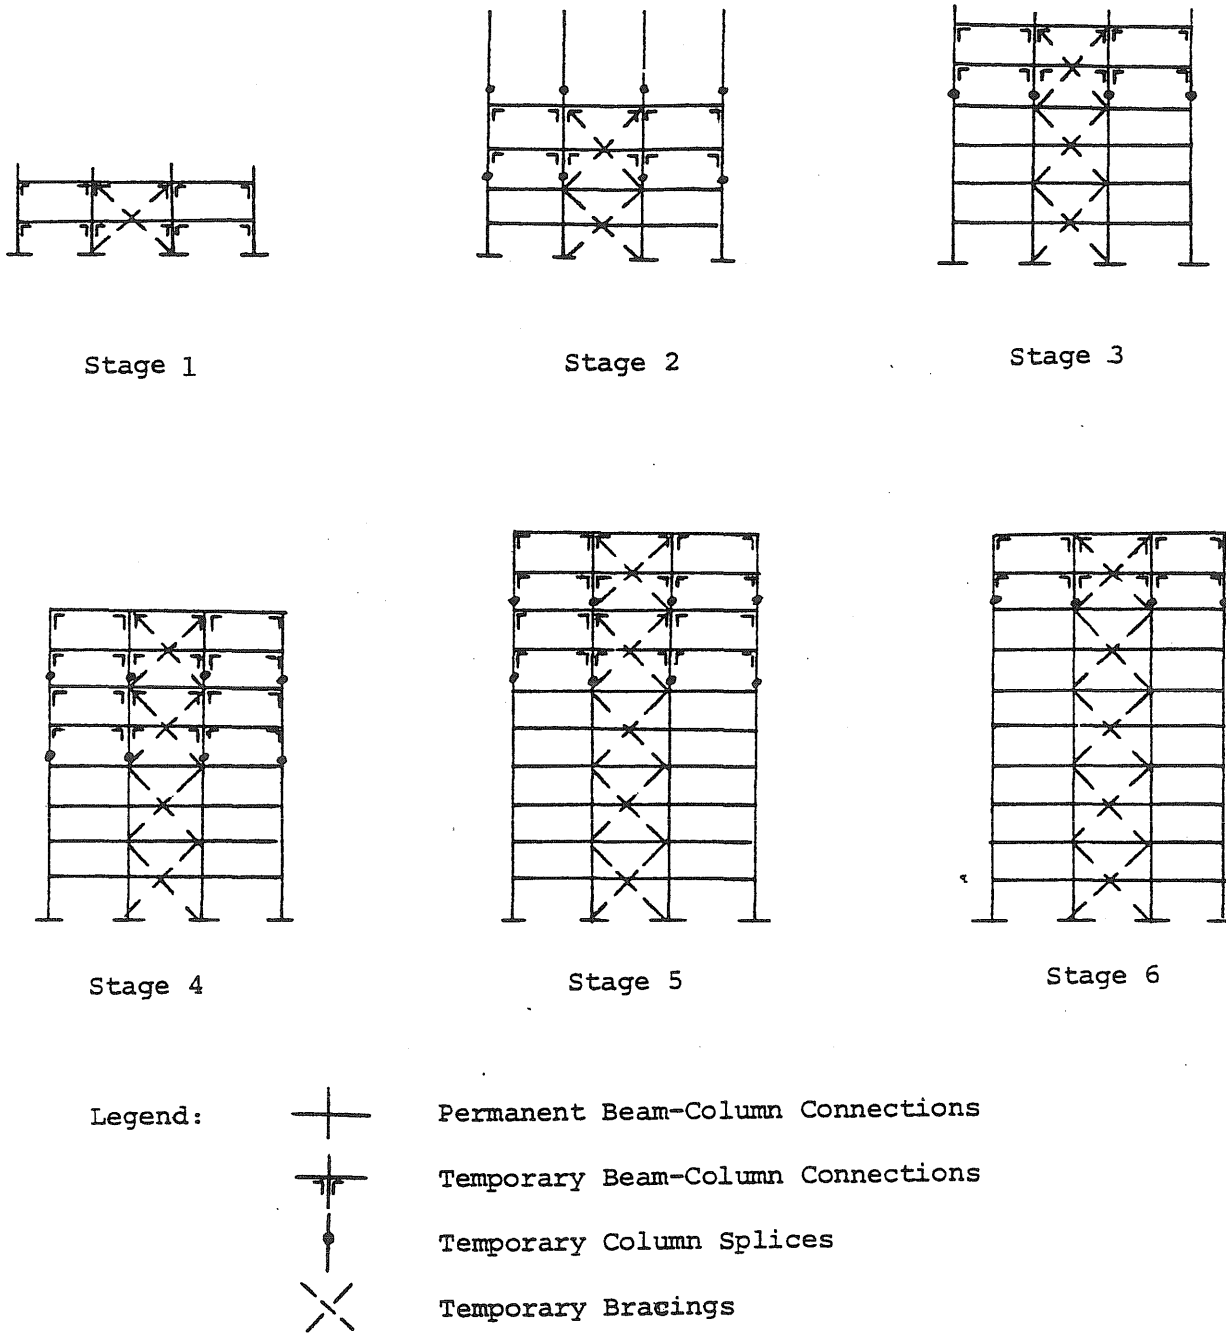 Stage 1
Stage 2
Stage 3
Stage 4
Stage 5
Stage 6
Legend:
Permanent Beam-Column Connections
Temporary Beam-Column Connections
Temporary Column Splices
Temporary Bracings